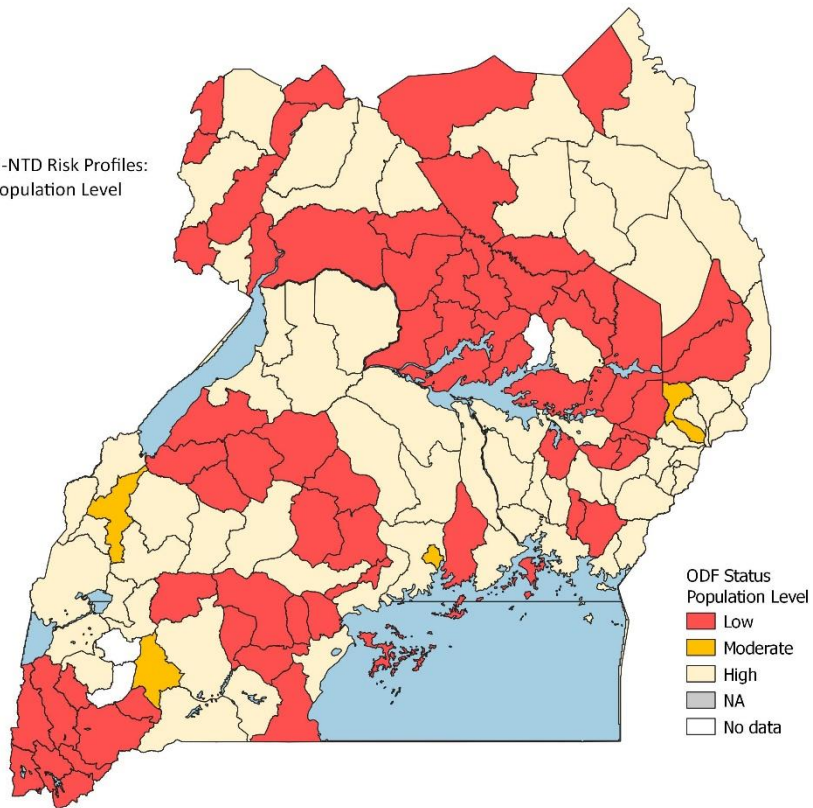 -NTD Risk Profiles:
opulation Level
ODF Status
Population Level
Low
Moderate
High
NA
No data